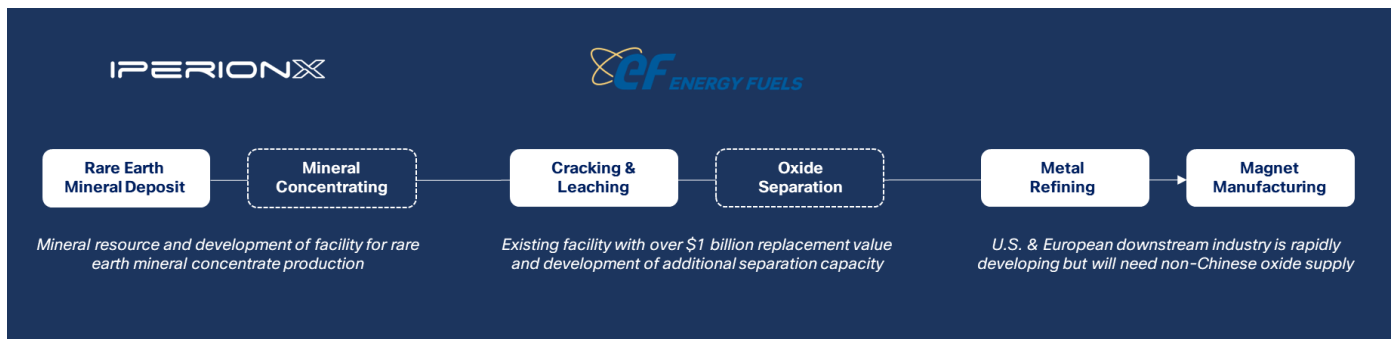 IPERIONX
eF ENERGY FUELS
Rare Earth
Mineral Deposit
Mineral
Concentrating
Cracking &
Leaching
Oxide
Separation
Metal
Refining
Magnet
Manufacturing
Mineral resource and development of facility for rare
earth mineral concentrate production
Existing facility with over $1 billion replacement value
and development of additional separation capacity
U.S. & European downstream industry is rapidly
developing but will need non-Chinese oxide supply